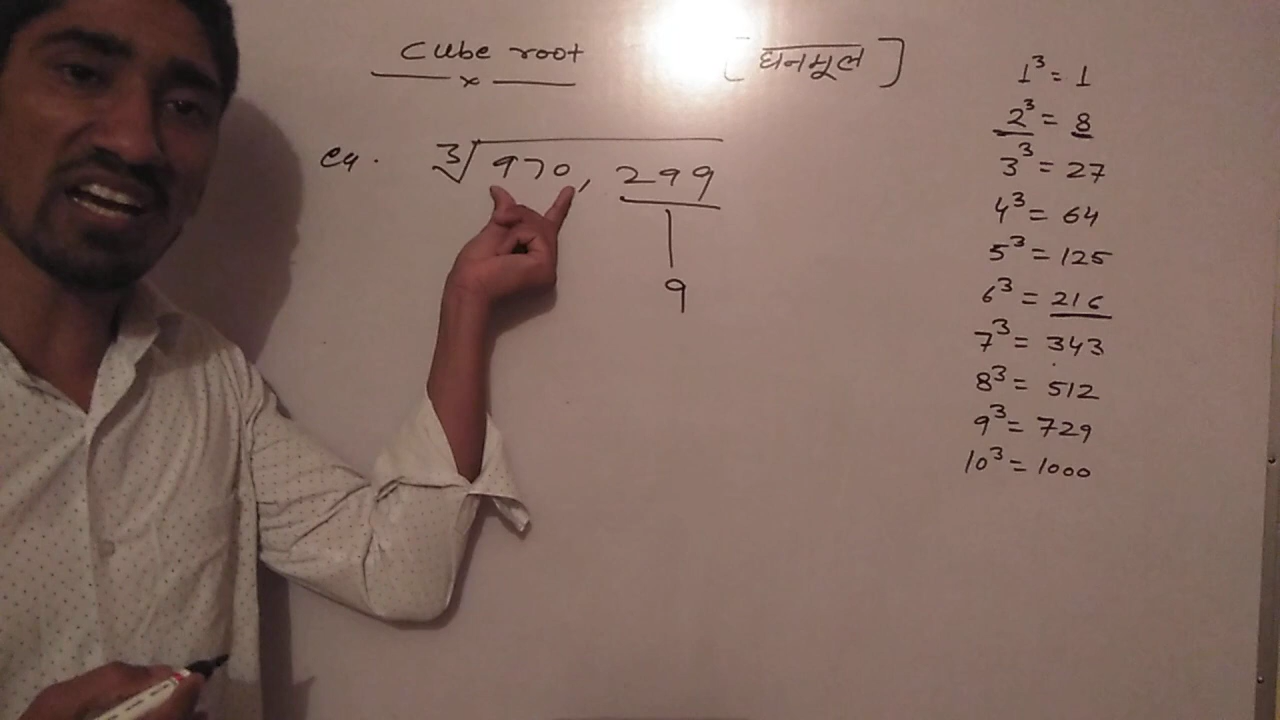 Cube root [घनमूल]
x
eg. ∛970,299
9
1³ = 1
2³ = 8
3³ = 27
4³ = 64
5³ = 125
6³ = 216
7³ = 343
8³ = 512
9³ = 729
10³ = 1000